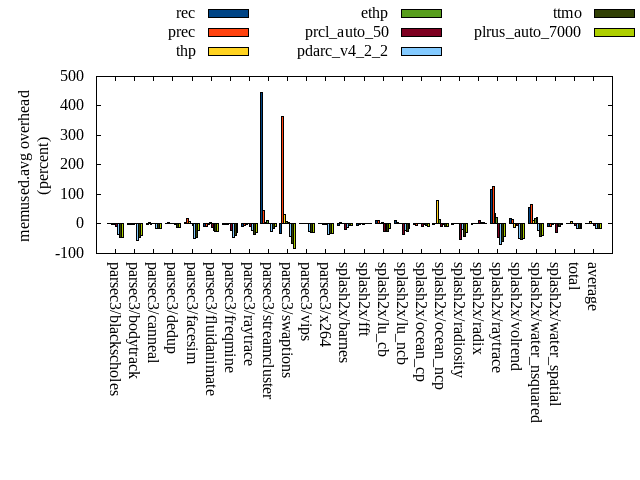 rec
prec
thp
ethp
prcl_auto_50
pdarc_v4_2_2
ttmo
plrus_auto_7000
memused.avg overhead
(percent)
500
400
300
200
100
0
-100
parsec3/blackscholes
parsec3/bodytrack
parsec3/canneal
parsec3/dedup
parsec3/facesim
parsec3/fluidanimate
parsec3/freqmine
parsec3/raytrace
parsec3/streamcluster
parsec3/swaptions
parsec3/vips
parsec3/x264
splash2x/barnes
splash2x/fft
splash2x/lu_cb
splash2x/lu_ncb
splash2x/ocean_cp
splash2x/ocean_ncp
splash2x/radiosity
splash2x/radix
splash2x/raytrace
splash2x/volrend
splash2x/water_nsquared
splash2x/water_spatial
total
average